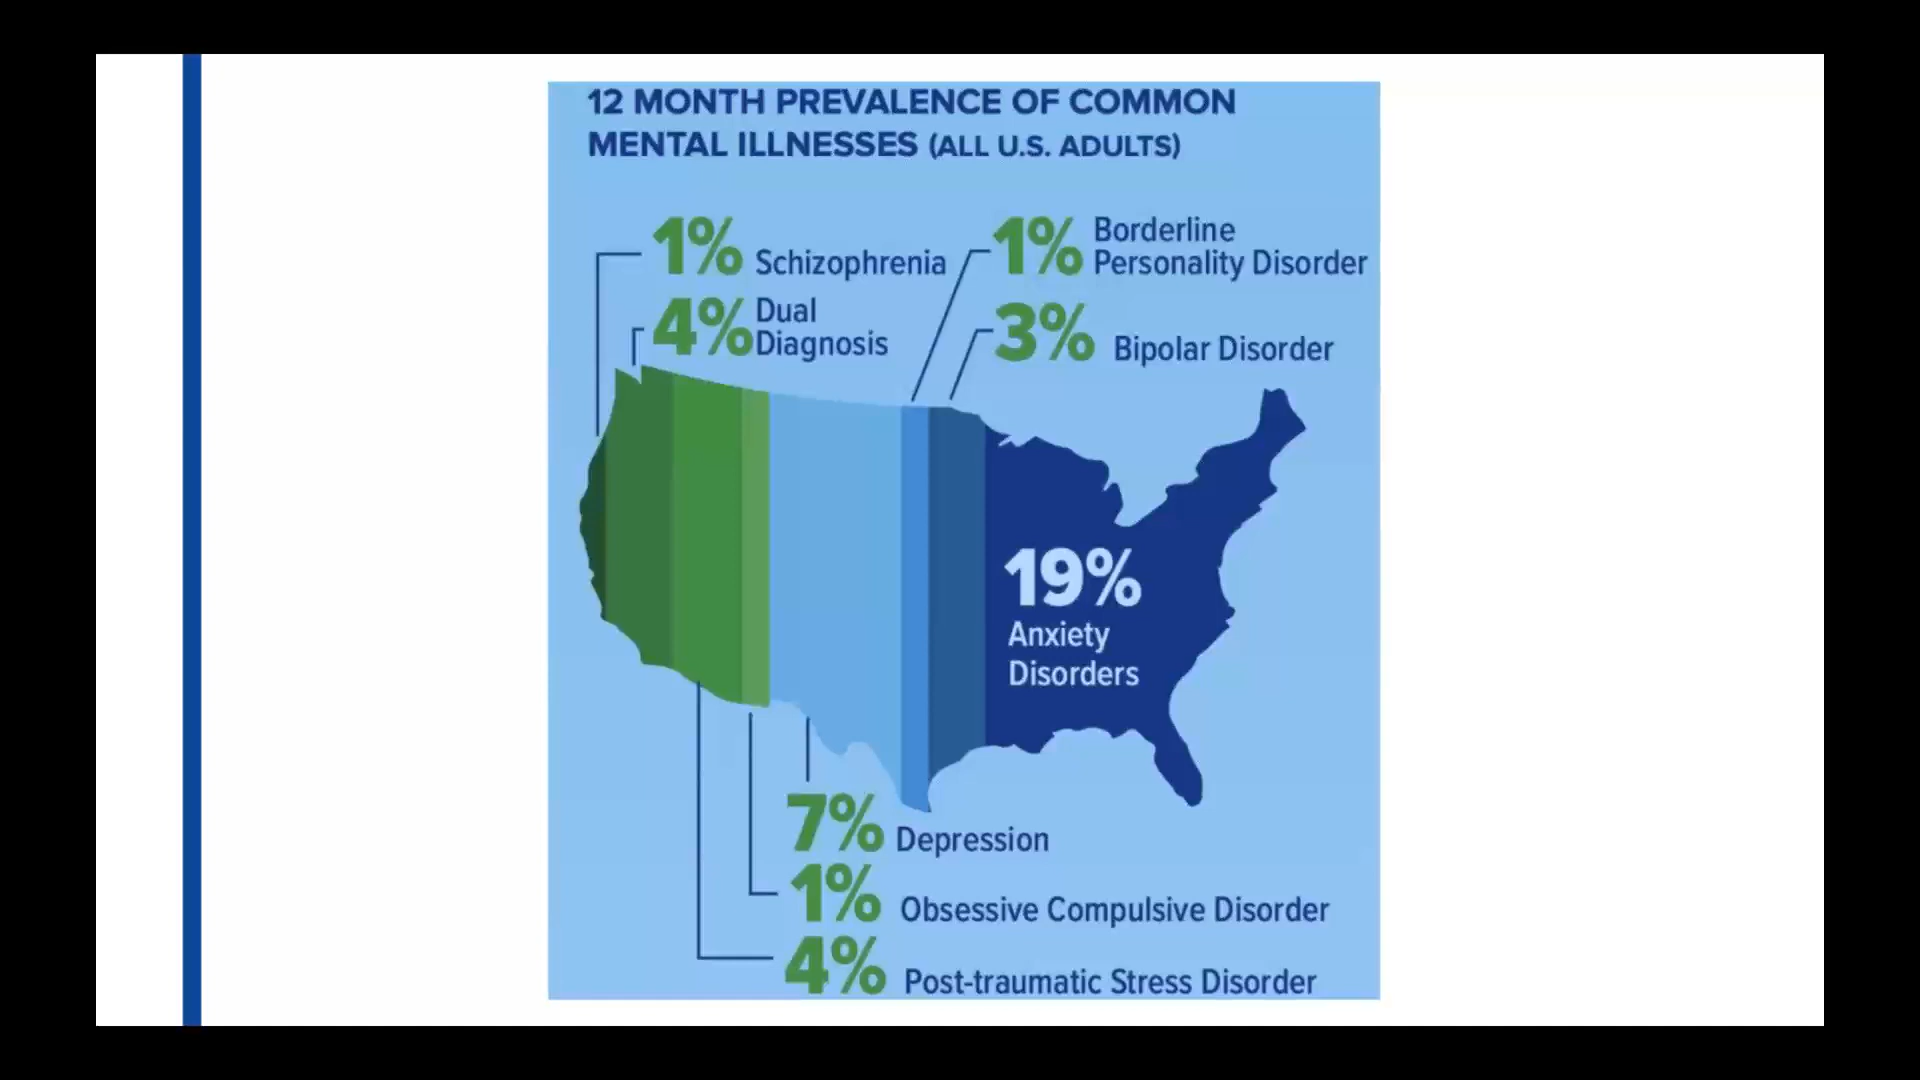 12 MONTH PREVALENCE OF COMMON
MENTAL ILLNESSES (ALL U.S. ADULTS)
1% Schizophrenia
4% Dual
Diagnosis
1% Borderline
Personality Disorder
3% Bipolar Disorder
19%
Anxiety
Disorders
7% Depression
1% Obsessive Compulsive Disorder
4% Post-traumatic Stress Disorder